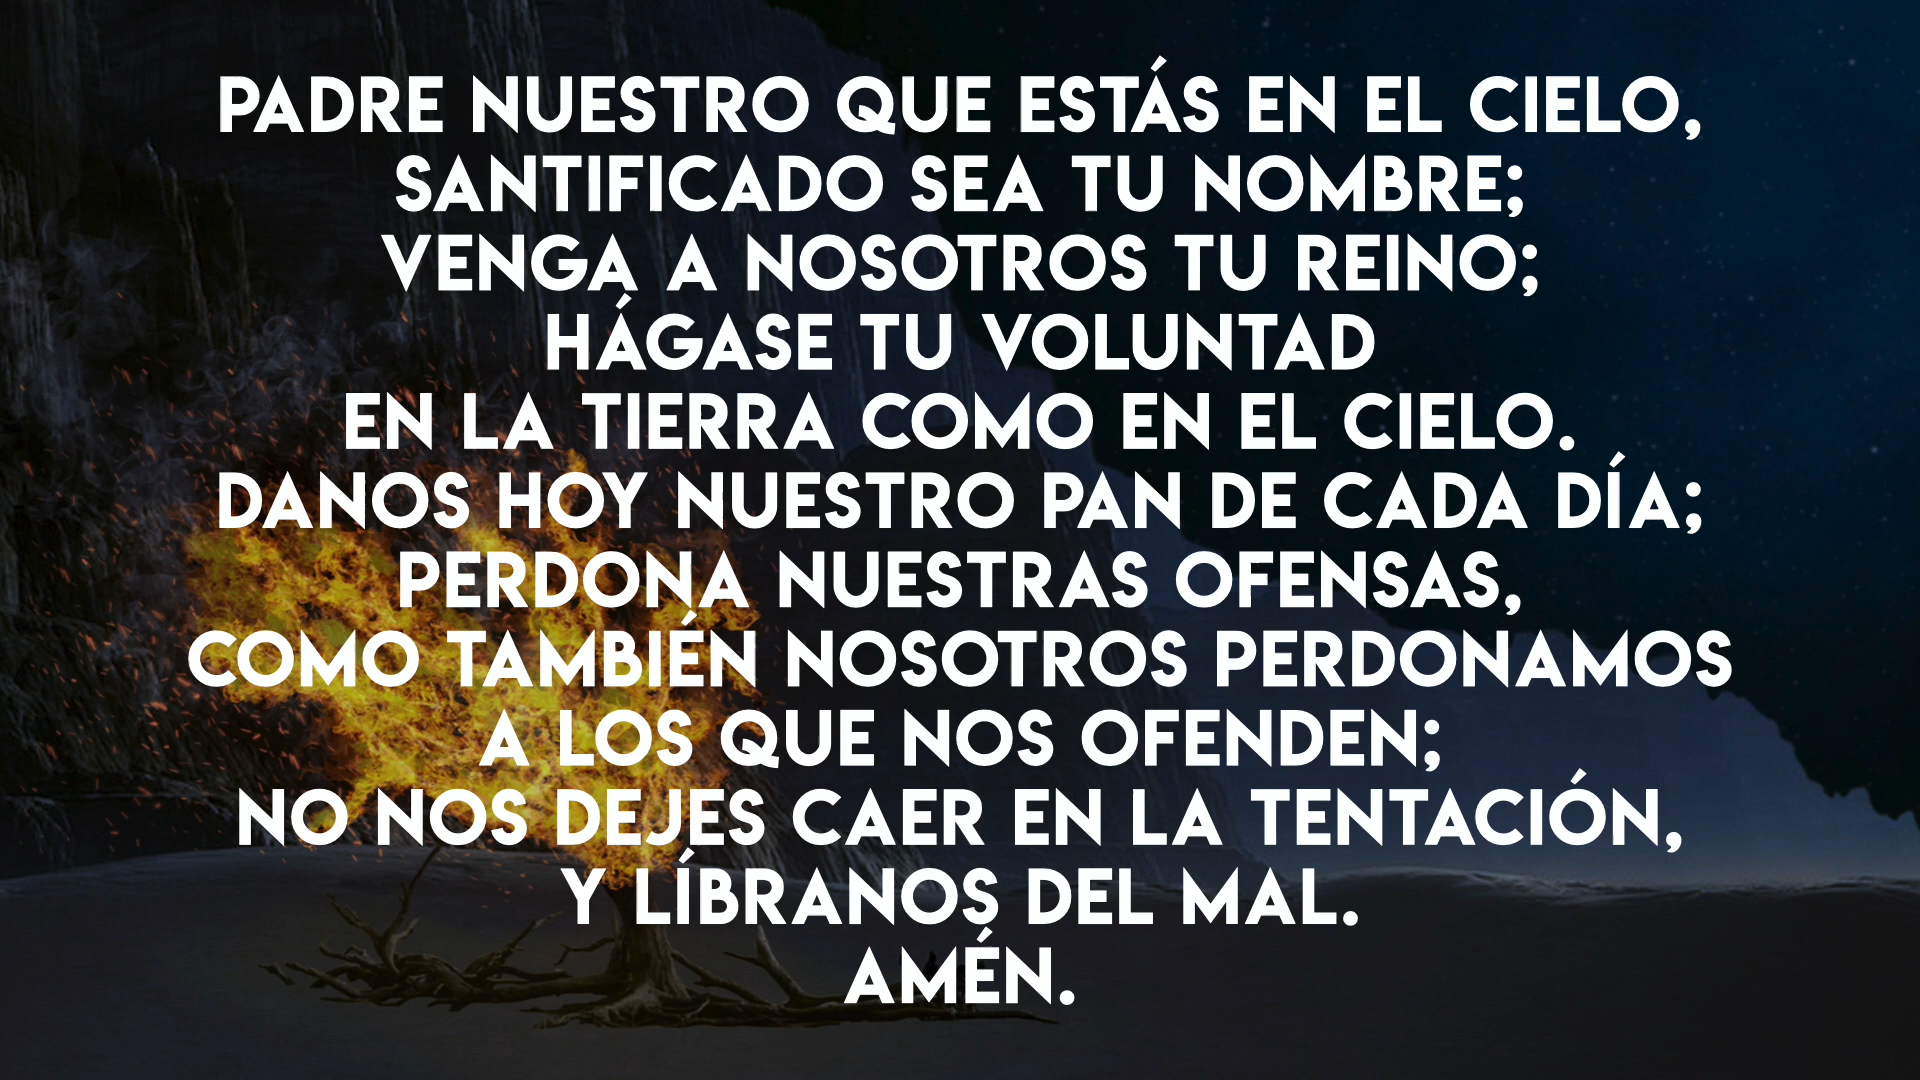 PADRE NUESTRO QUE ESTÁS EN EL CIELO,
SANTIFICADO SEA TU NOMBRE;
VENGA A NOSOTROS TU REINO;
HÁGASE TU VOLUNTAD
EN LA TIERRA COMO EN EL CIELO.
DANOS HOY NUESTRO PAN DE CADA DÍA;
PERDONA NUESTRAS OFENSAS,
COMO TAMBIÉN NOSOTROS PERDONAMOS
A LOS QUE NOS OFENDEN;
NO NOS DEJES CAER EN LA TENTACIÓN,
Y LÍBRANOS DEL MAL.
AMÉN.